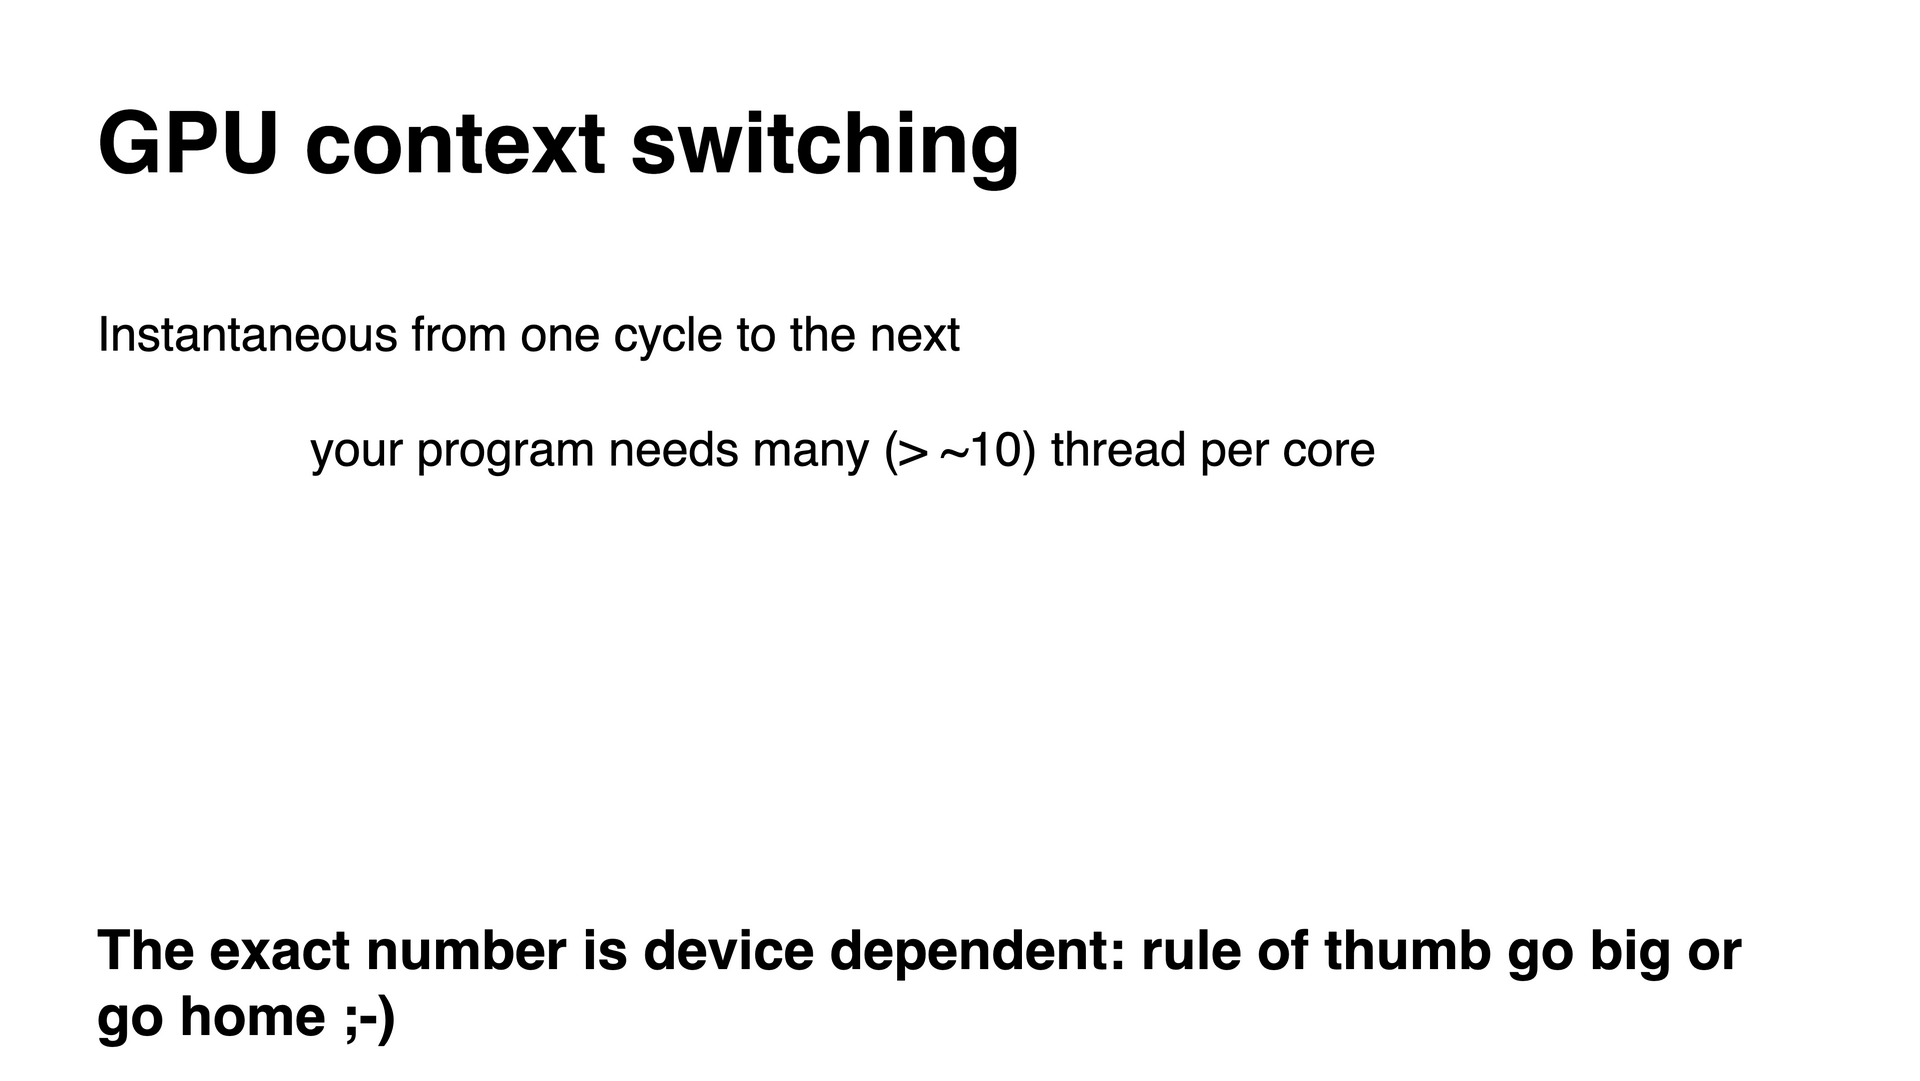 GPU context switching
Instantaneous from one cycle to the next
your program needs many (> ~10) thread per core
The exact number is device dependent: rule of thumb go big or
go home ;-)